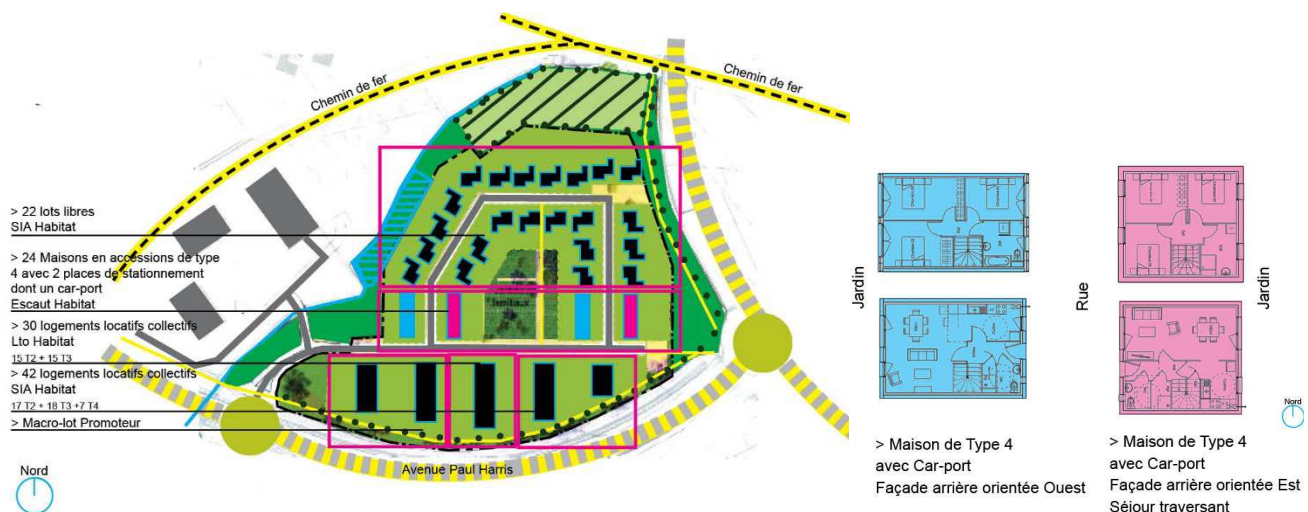 Chemin de fer
Chemin de fer
> 22 lots libres
SIA Habitat
> 24 Maisons en accessions de type
4 avec 2 places de stationnement
dont un car-port
Escaut Habitat
> 30 logements locatifs collectifs
Lto Habitat
15 T2 + 15 T3
> 42 logements locatifs collectifs
SIA Habitat
17 T2 + 18 T3 +7 T4
> Macro-lot Promoteur
Nord
Avenue Paul Harris
Jardin
Rue
Jardin
Nord
> Maison de Type 4
avec Car-port
Façade arrière orientée Ouest
> Maison de Type 4
avec Car-port
Façade arrière orientée Est
Séjour traversant